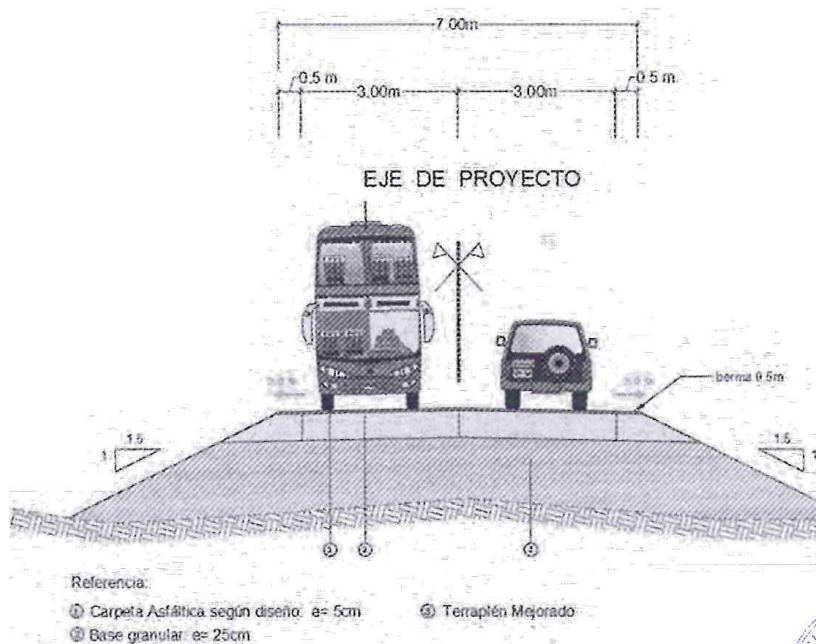 7.00m
0.5 m 3.00m 3.00m 0.5 m
EJE DE PROYECTO
berma 0.5m
1.5 1.5
1 1
Referencia:
① Carpeta Asfáltica según diseño: e= 5cm ③ Terraplén Mejorado
② Base granular: e= 25cm